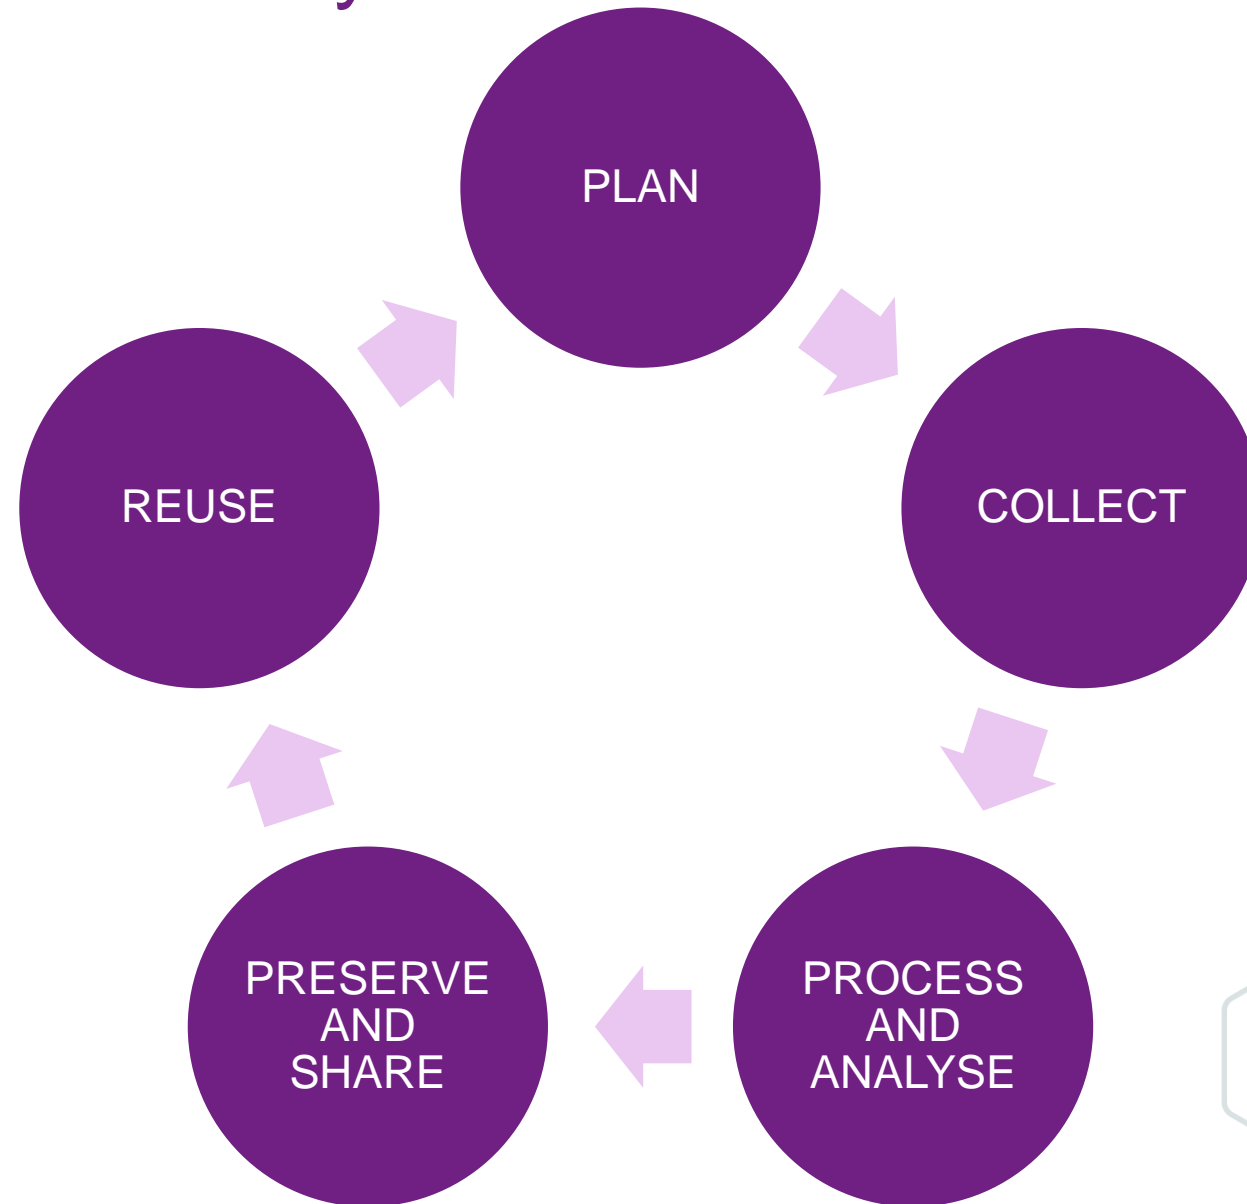 PLAN
COLLECT
PROCESS
AND
ANALYSE
PRESERVE
AND
SHARE
REUSE